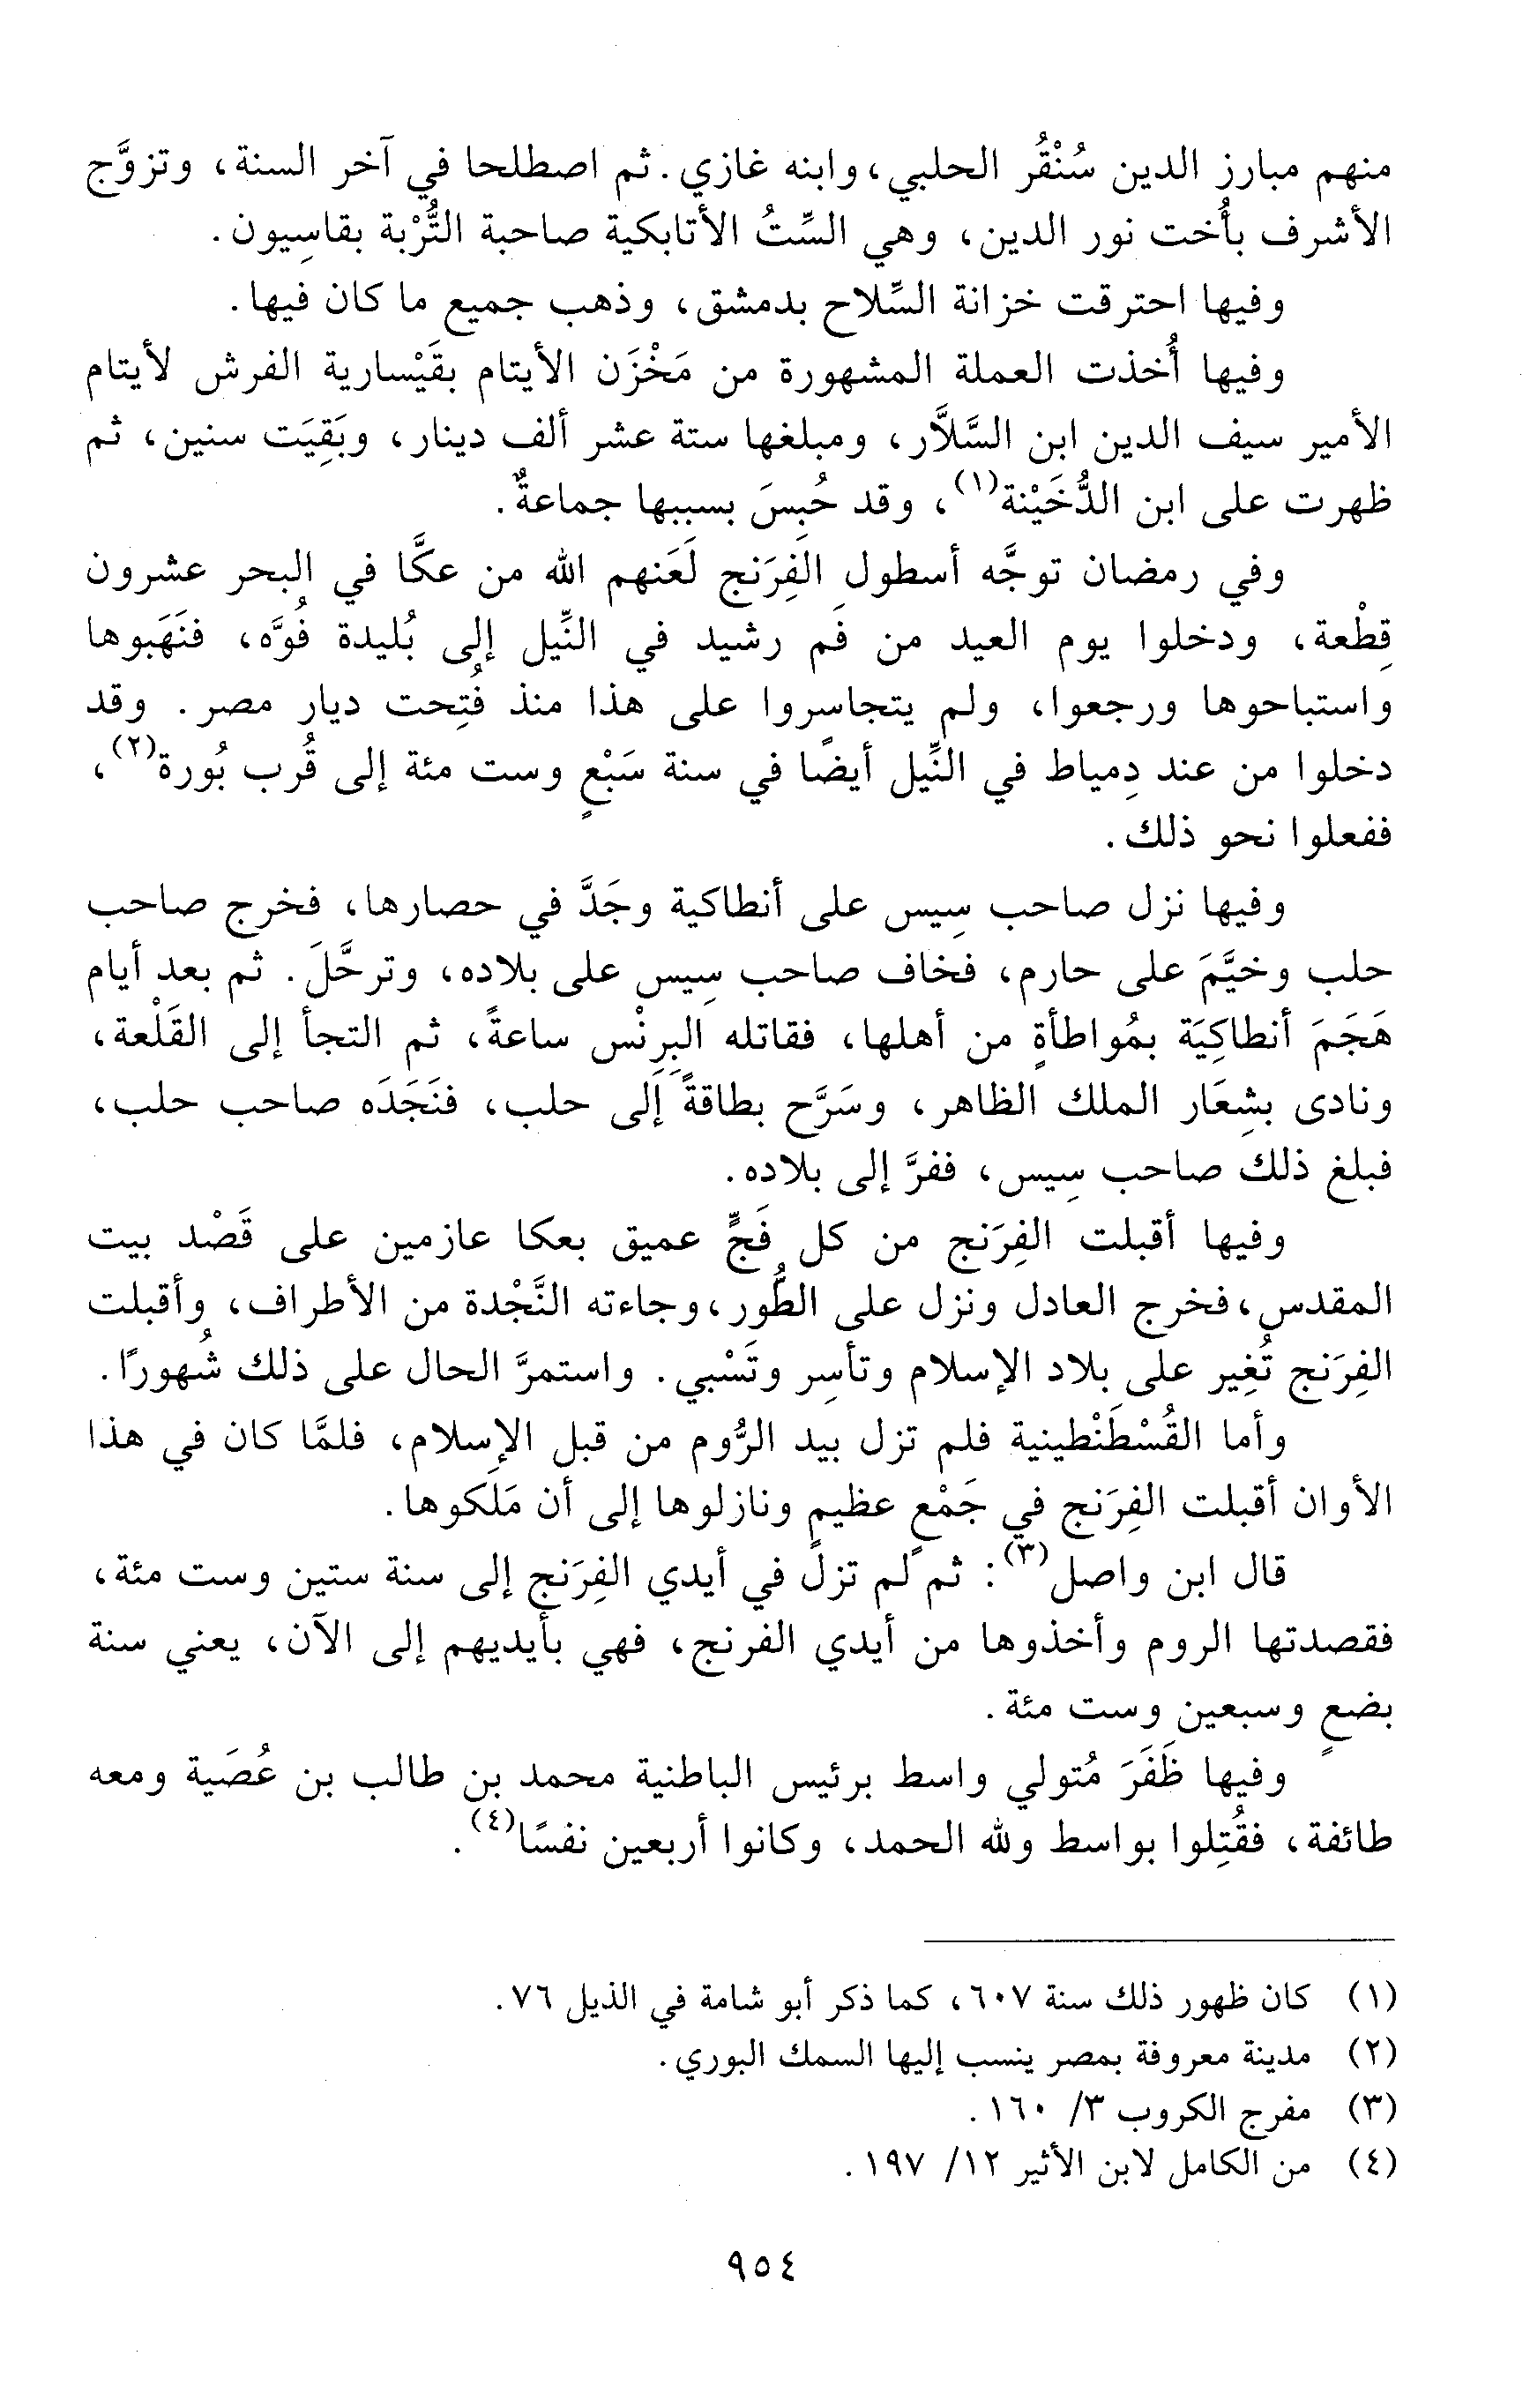 منهم مبارز الدين سُنْقُر الحلبي، وابنه غازي. ثم اصطلحا في آخر السنة، وتزوَّج
الأشرف بأُخت نور الدين، وهي السِّتُ الأتابكية صاحبة التُّرْبة بقاسِيون.
وفيها احترقت خزانة السِّلاح بدمشق، وذهب جميع ما كان فيها.
وفيها أُخذت العملة المشهورة من مَخْزَن الأيتام بقَيْسارية الفرش لأيتام
الأمير سيف الدين ابن السَّلاَّر، ومبلغها ستة عشر ألف دينار، وبَقِيَت سنين، ثم
ظهرت على ابن الدُّخَيْنة(١)، وقد حُبِسَ بسببها جماعةٌ.
وفي رمضان توجَّه أسطول الفِرَنج لَعَنهم الله من عكَّا في البحر عشرون
قِطْعة، ودخلوا يوم العيد من فَم رشيد في النِّيل إلى بُليدة فُوَّه، فنَهَبوها
واستباحوها ورجعوا، ولم يتجاسروا على هذا منذ فُتِحت ديار مصر. وقد
دخلوا من عند دِمياط في النِّيل أيضًا في سنة سَبْعٍ وست مئة إلى قُرب بُورة(٢)،
ففعلوا نحو ذلك.
وفيها نزل صاحب سِيس على أنطاكية وجَدَّ في حصارها، فخرج صاحب
حلب وخيَّمَ على حارم، فخاف صاحب سِيس على بلاده، وترحَّلَ. ثم بعد أيام
هَجَمَ أنطاكِيَة بمُواطأةٍ من أهلها، فقاتله البِرِنْس ساعةً، ثم التجأ إلى القَلْعة،
ونادى بشِعَار الملك الظاهر، وسَرَّح بطاقةً إلى حلب، فنَجَدَه صاحب حلب،
فبلغ ذلك صاحب سِيس، ففرَّ إلى بلاده.
وفيها أقبلت الفِرَنج من كل فَجٍّ عميق بعكا عازمين على قَصْد بيت
المقدس، فخرج العادل ونزل على الطُّور، وجاءته النَّجْدة من الأطراف، وأقبلت
الفِرَنج تُغِير على بلاد الإسلام وتأسِر وتَسْبي. واستمرَّ الحال على ذلك شُهورًا.
وأما القُسْطَنْطينية فلم تزل بيد الرُّوم من قبل الإِسلام، فلمَّا كان في هذا
الأوان أقبلت الفِرَنج في جَمْعٍ عظيمٍ ونازلوها إلى أن مَلَكوها.
قال ابن واصل(٣): ثم لم تزل في أيدي الفِرَنج إلى سنة ستين وست مئة،
فقصدتها الروم وأخذوها من أيدي الفرنج، فهي بأيديهم إلى الآن، يعني سنة
بضعٍ وسبعين وست مئة.
وفيها ظَفَرَ مُتولي واسط برئيس الباطنية محمد بن طالب بن عُصَية ومعه
طائفة، فقُتِلوا بواسط ولله الحمد، وكانوا أربعين نفسًا(٤).
(١) كان ظهور ذلك سنة ٦٠٧، كما ذكر أبو شامة في الذيل ٧٦.
(٢) مدينة معروفة بمصر ينسب إليها السمك البوري.
(٣) مفرج الكروب ٣/ ١٦٠.
(٤) من الكامل لابن الأثير ١٢/ ١٩٧.
٩٥٤